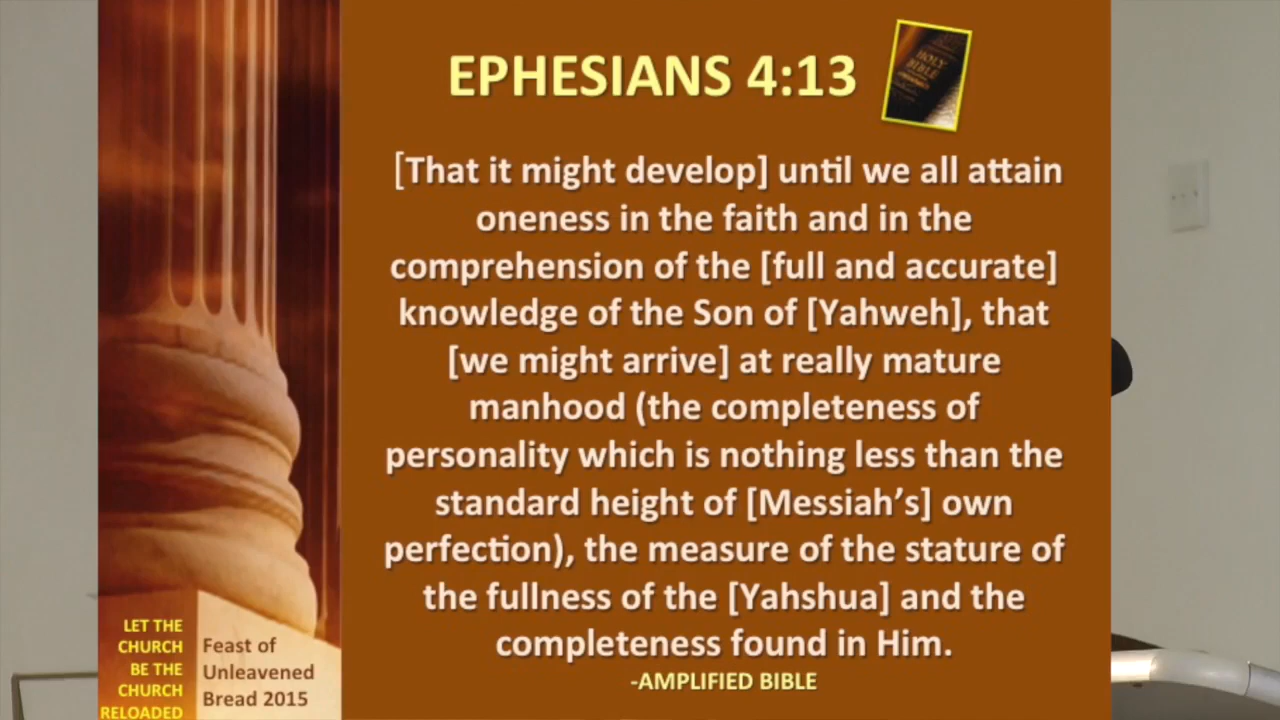 EPHESIANS 4:13
HOLY
BIBLE
[That it might develop] until we all attain
oneness in the faith and in the
comprehension of the [full and accurate]
knowledge of the Son of [Yahweh], that
[we might arrive] at really mature
manhood (the completeness of
personality which is nothing less than the
standard height of [Messiah’s] own
perfection), the measure of the stature of
the fullness of the [Yahshua] and the
completeness found in Him.
-AMPLIFIED BIBLE
LET THE
CHURCH
BE THE
CHURCH
RELOADED
Feast of
Unleavened
Bread 2015